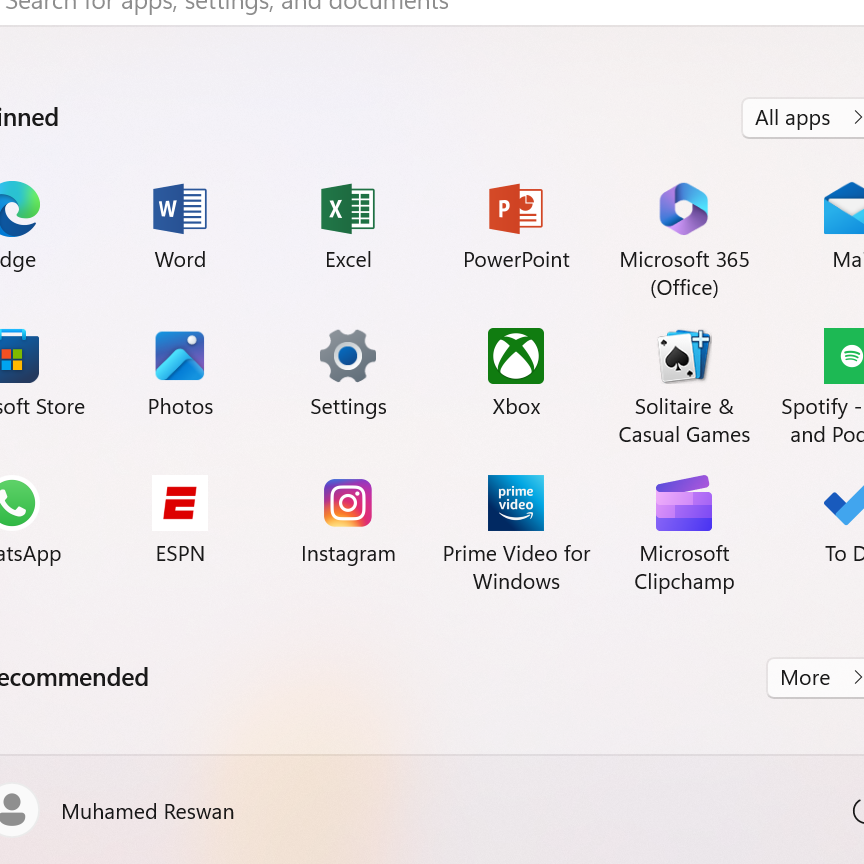 Search for apps, settings, and documents
inned
All apps
dge
Word
Excel
PowerPoint
Microsoft 365
(Office)
Mai
soft Store
Photos
Settings
Xbox
Solitaire &
Casual Games
Spotify -
and Pod
atsApp
ESPN
Instagram
prime
video
Prime Video for
Windows
Microsoft
Clipchamp
To D
ecommended
More
Muhamed Reswan